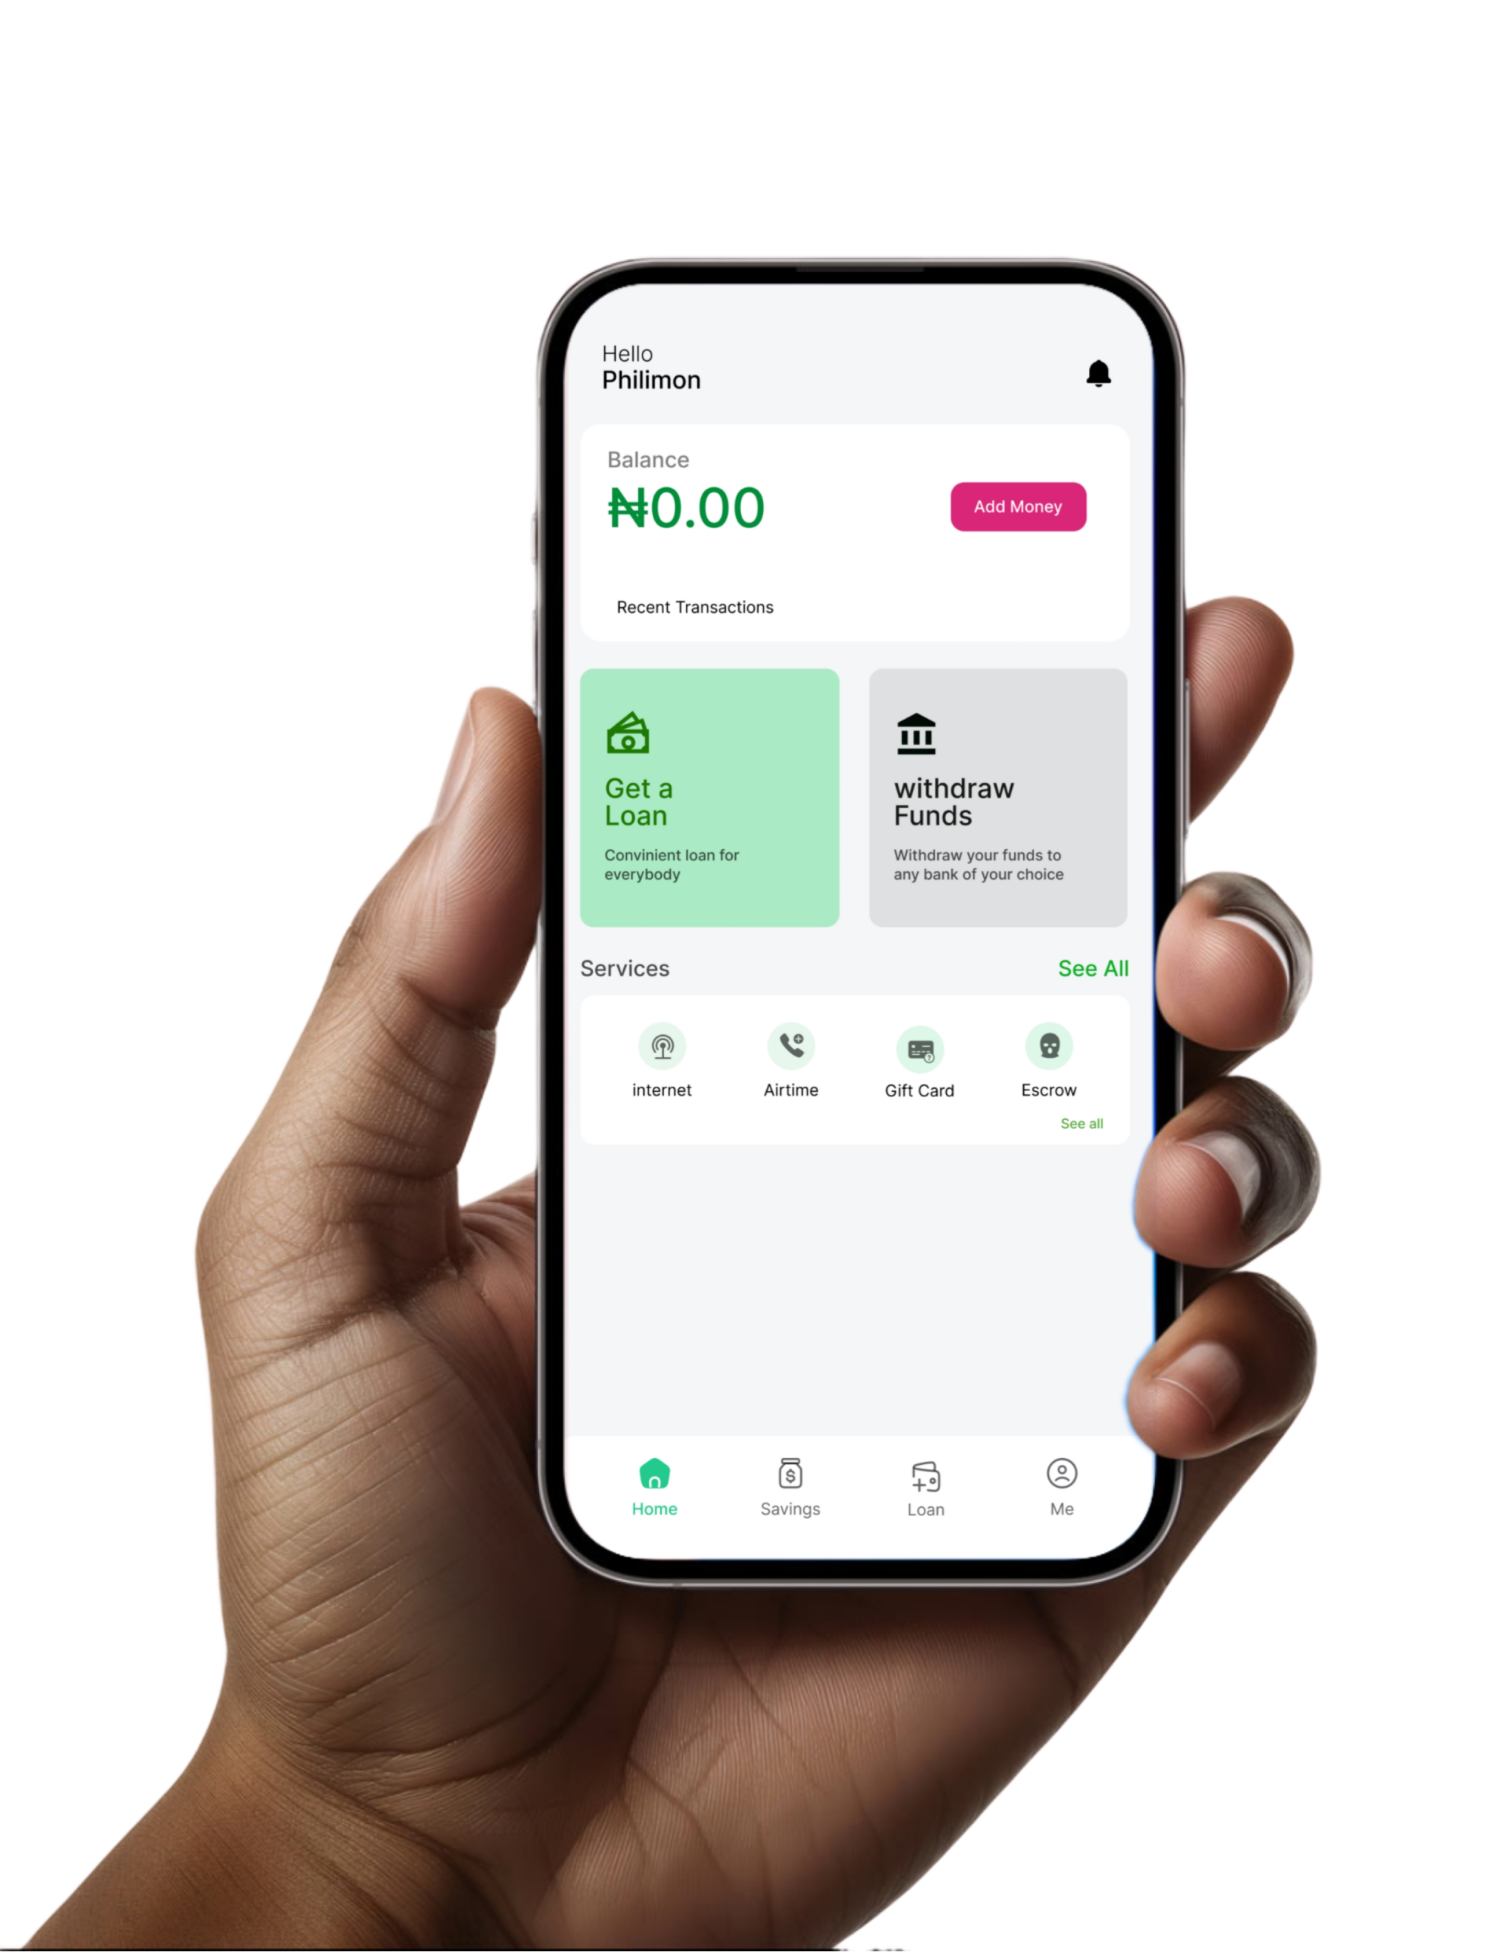 Hello
Philimon
Balance
₦0.00
Add Money
Recent Transactions
Get a
Loan
Convinient loan for
everybody
withdraw
Funds
Withdraw your funds to
any bank of your choice
Services
See All
internet
Airtime
Gift Card
Escrow
See all
Home
Savings
Loan
Me